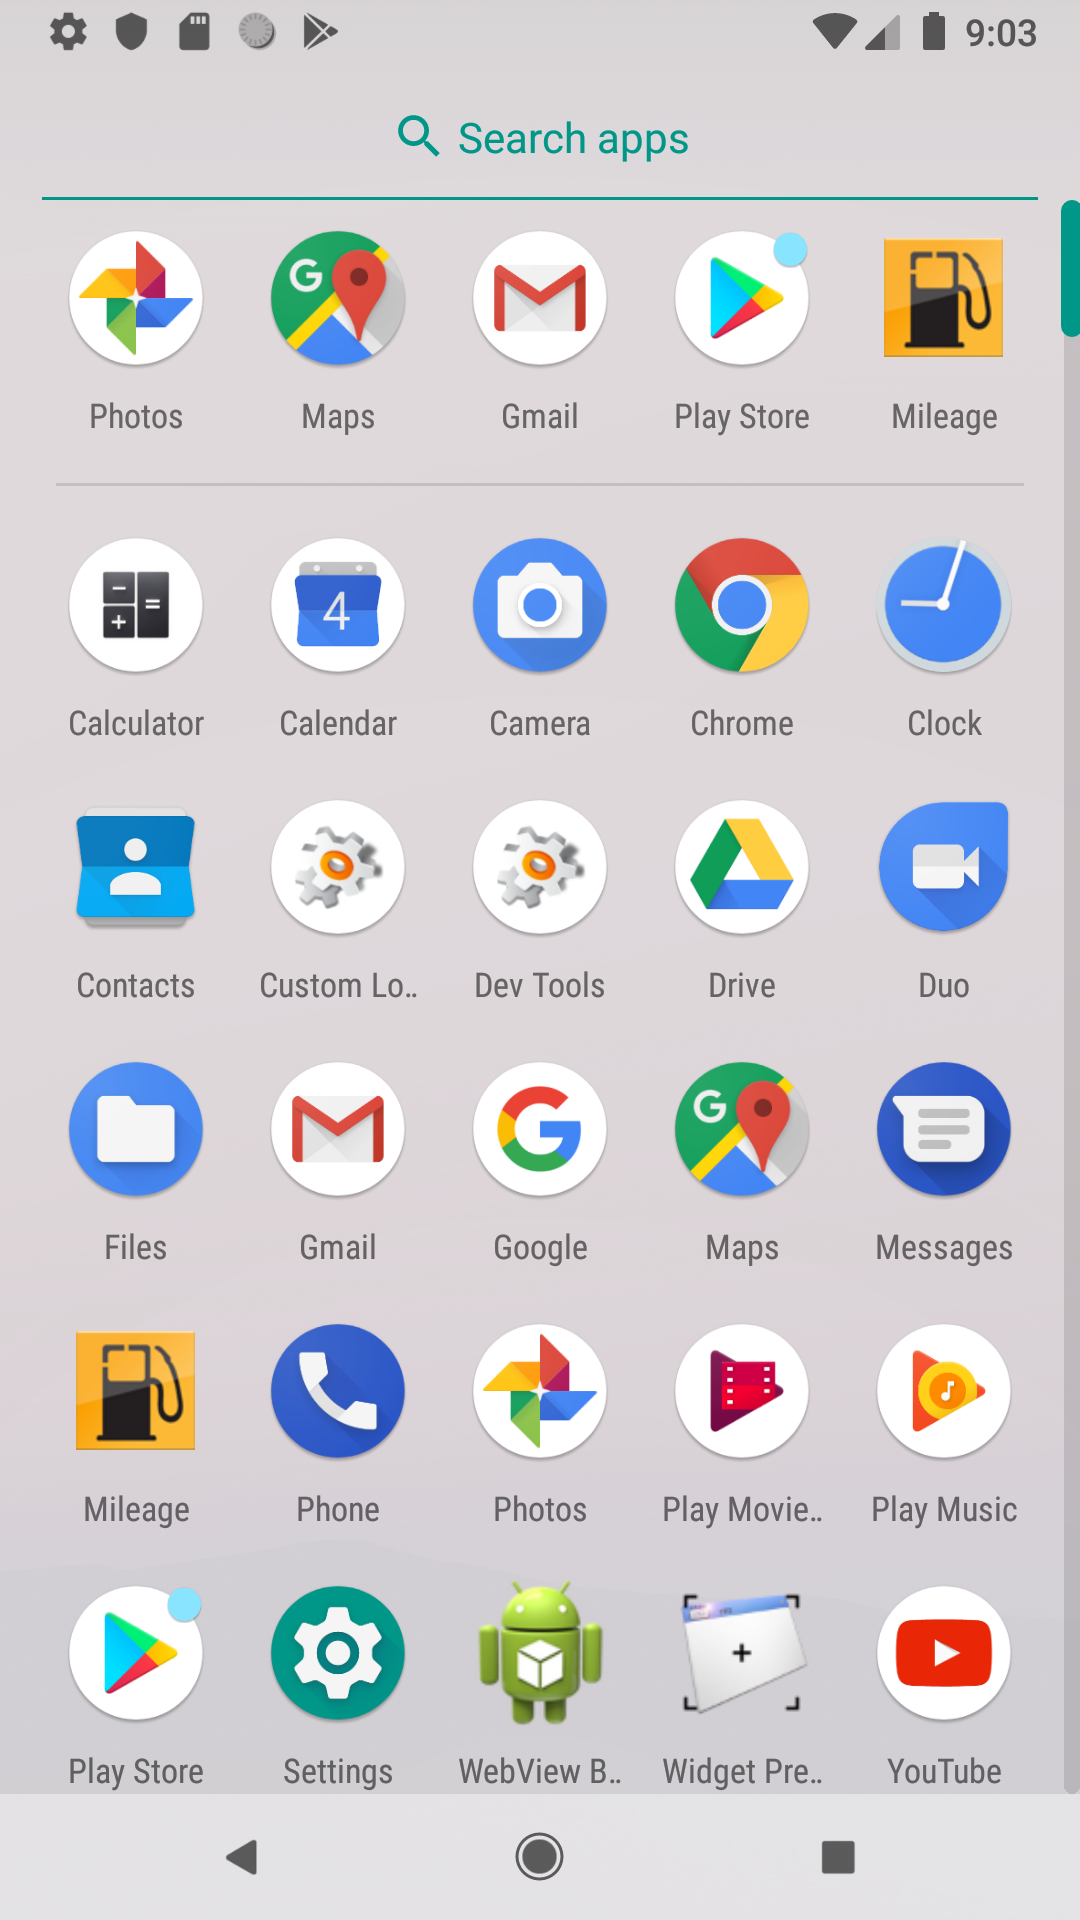 9:03
Search apps
Photos Maps Gmail Play Store Mileage
4
Calculator Calendar Camera Chrome Clock
Contacts Custom Lo.. Dev Tools Drive Duo
G
Files Gmail Google Maps Messages
Mileage Phone Photos Play Movie.. Play Music
Play Store Settings WebView B.. Widget Pre.. YouTube